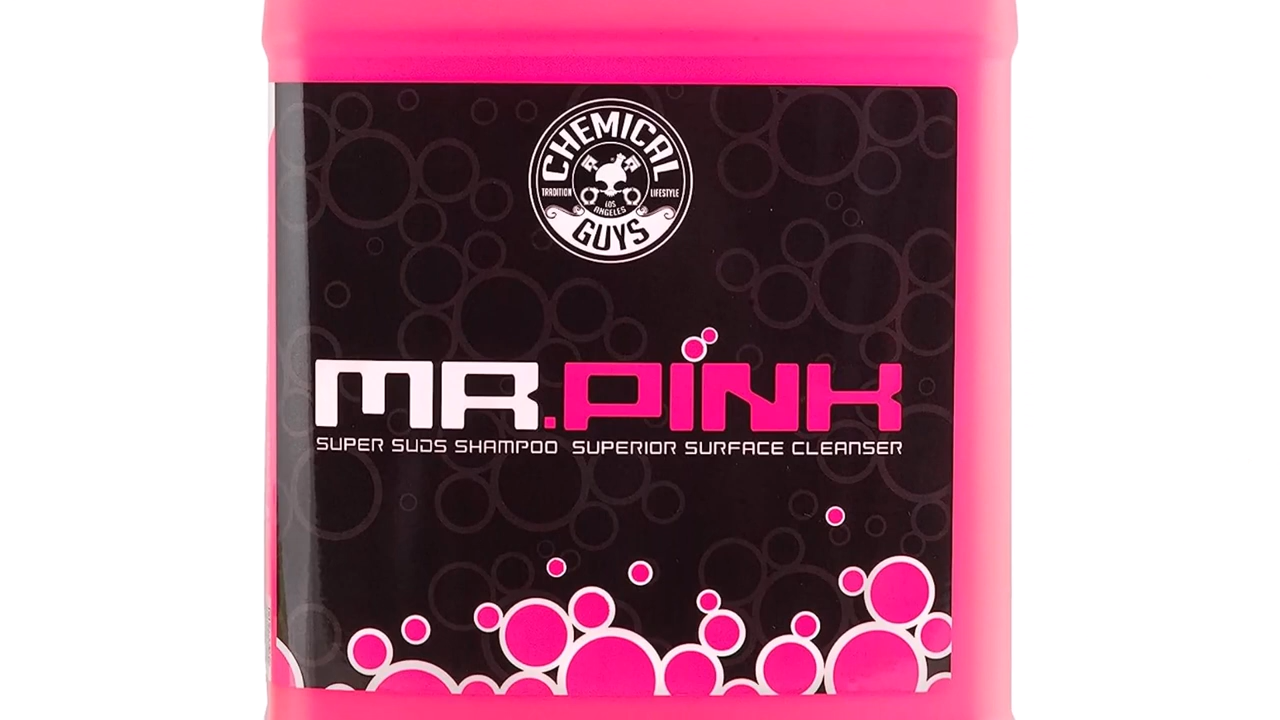 CHEMICAL
TRADITION LIFESTYLE
LOS
ANGELES
GUYS
MR.PINK
SUPER SUDS SHAMPOO SUPERIOR SURFACE CLEANSER